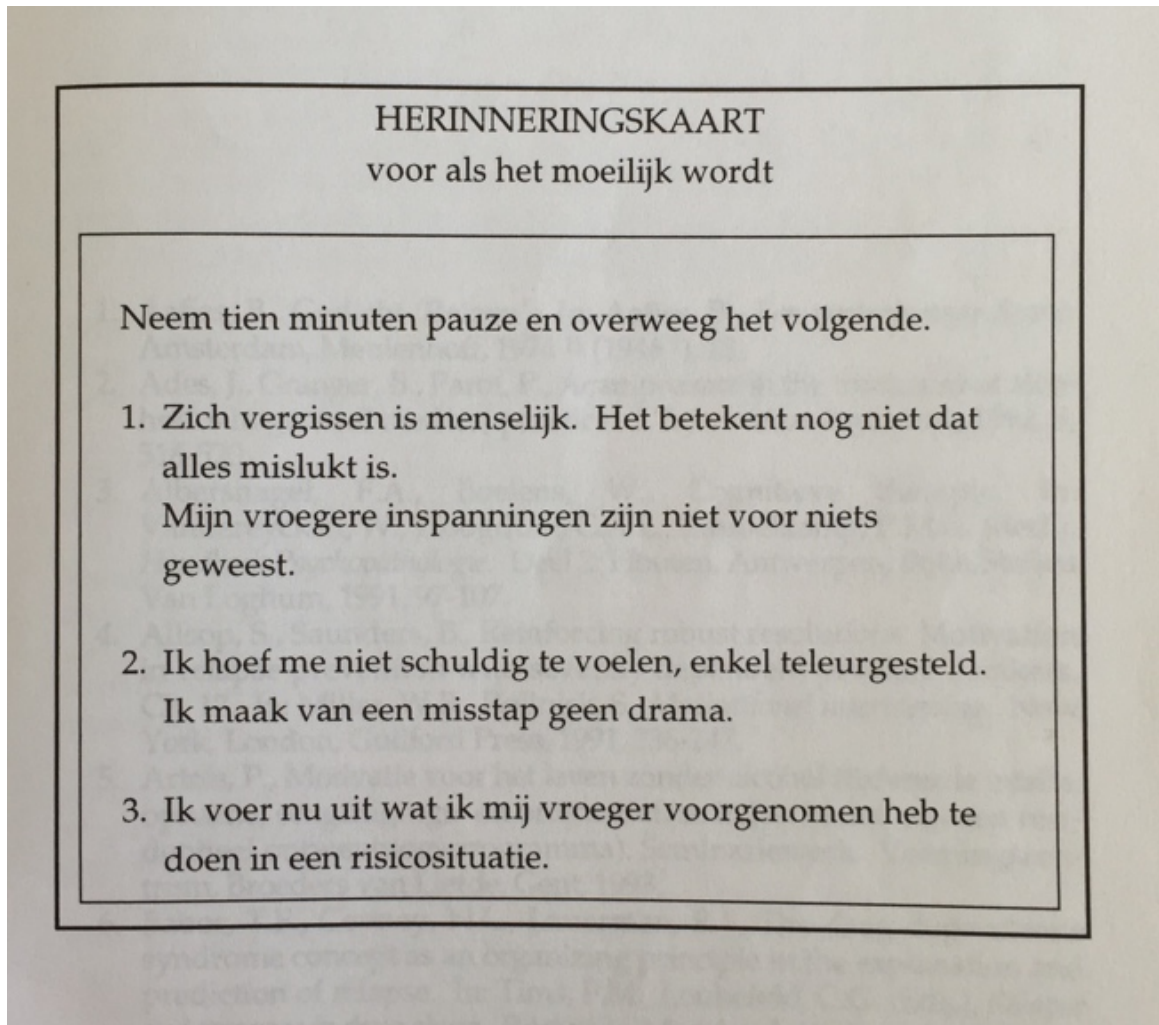 HERINNERINGSKAART
voor als het moeilijk wordt
Neem tien minuten pauze en overweeg het volgende.
1. Zich vergissen is menselijk. Het betekent nog niet dat
alles mislukt is.
Mijn vroegere inspanningen zijn niet voor niets
geweest.
2. Ik hoef me niet schuldig te voelen, enkel teleurgesteld.
Ik maak van een misstap geen drama.
3. Ik voer nu uit wat ik mij vroeger voorgenomen heb te
doen in een risicosituatie.